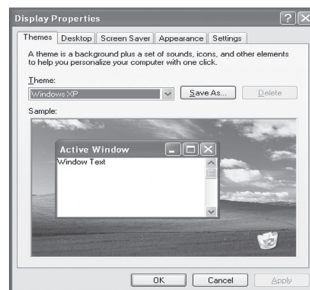 Display Properties
Themes Desktop Screen Saver Appearance Settings
A theme is a background plus a set of sounds, icons, and other elements
to help you personalize your computer with one click.
Theme:
Windows XP Save As... Delete
Sample:
Active Window
Window Text
OK Cancel Apply